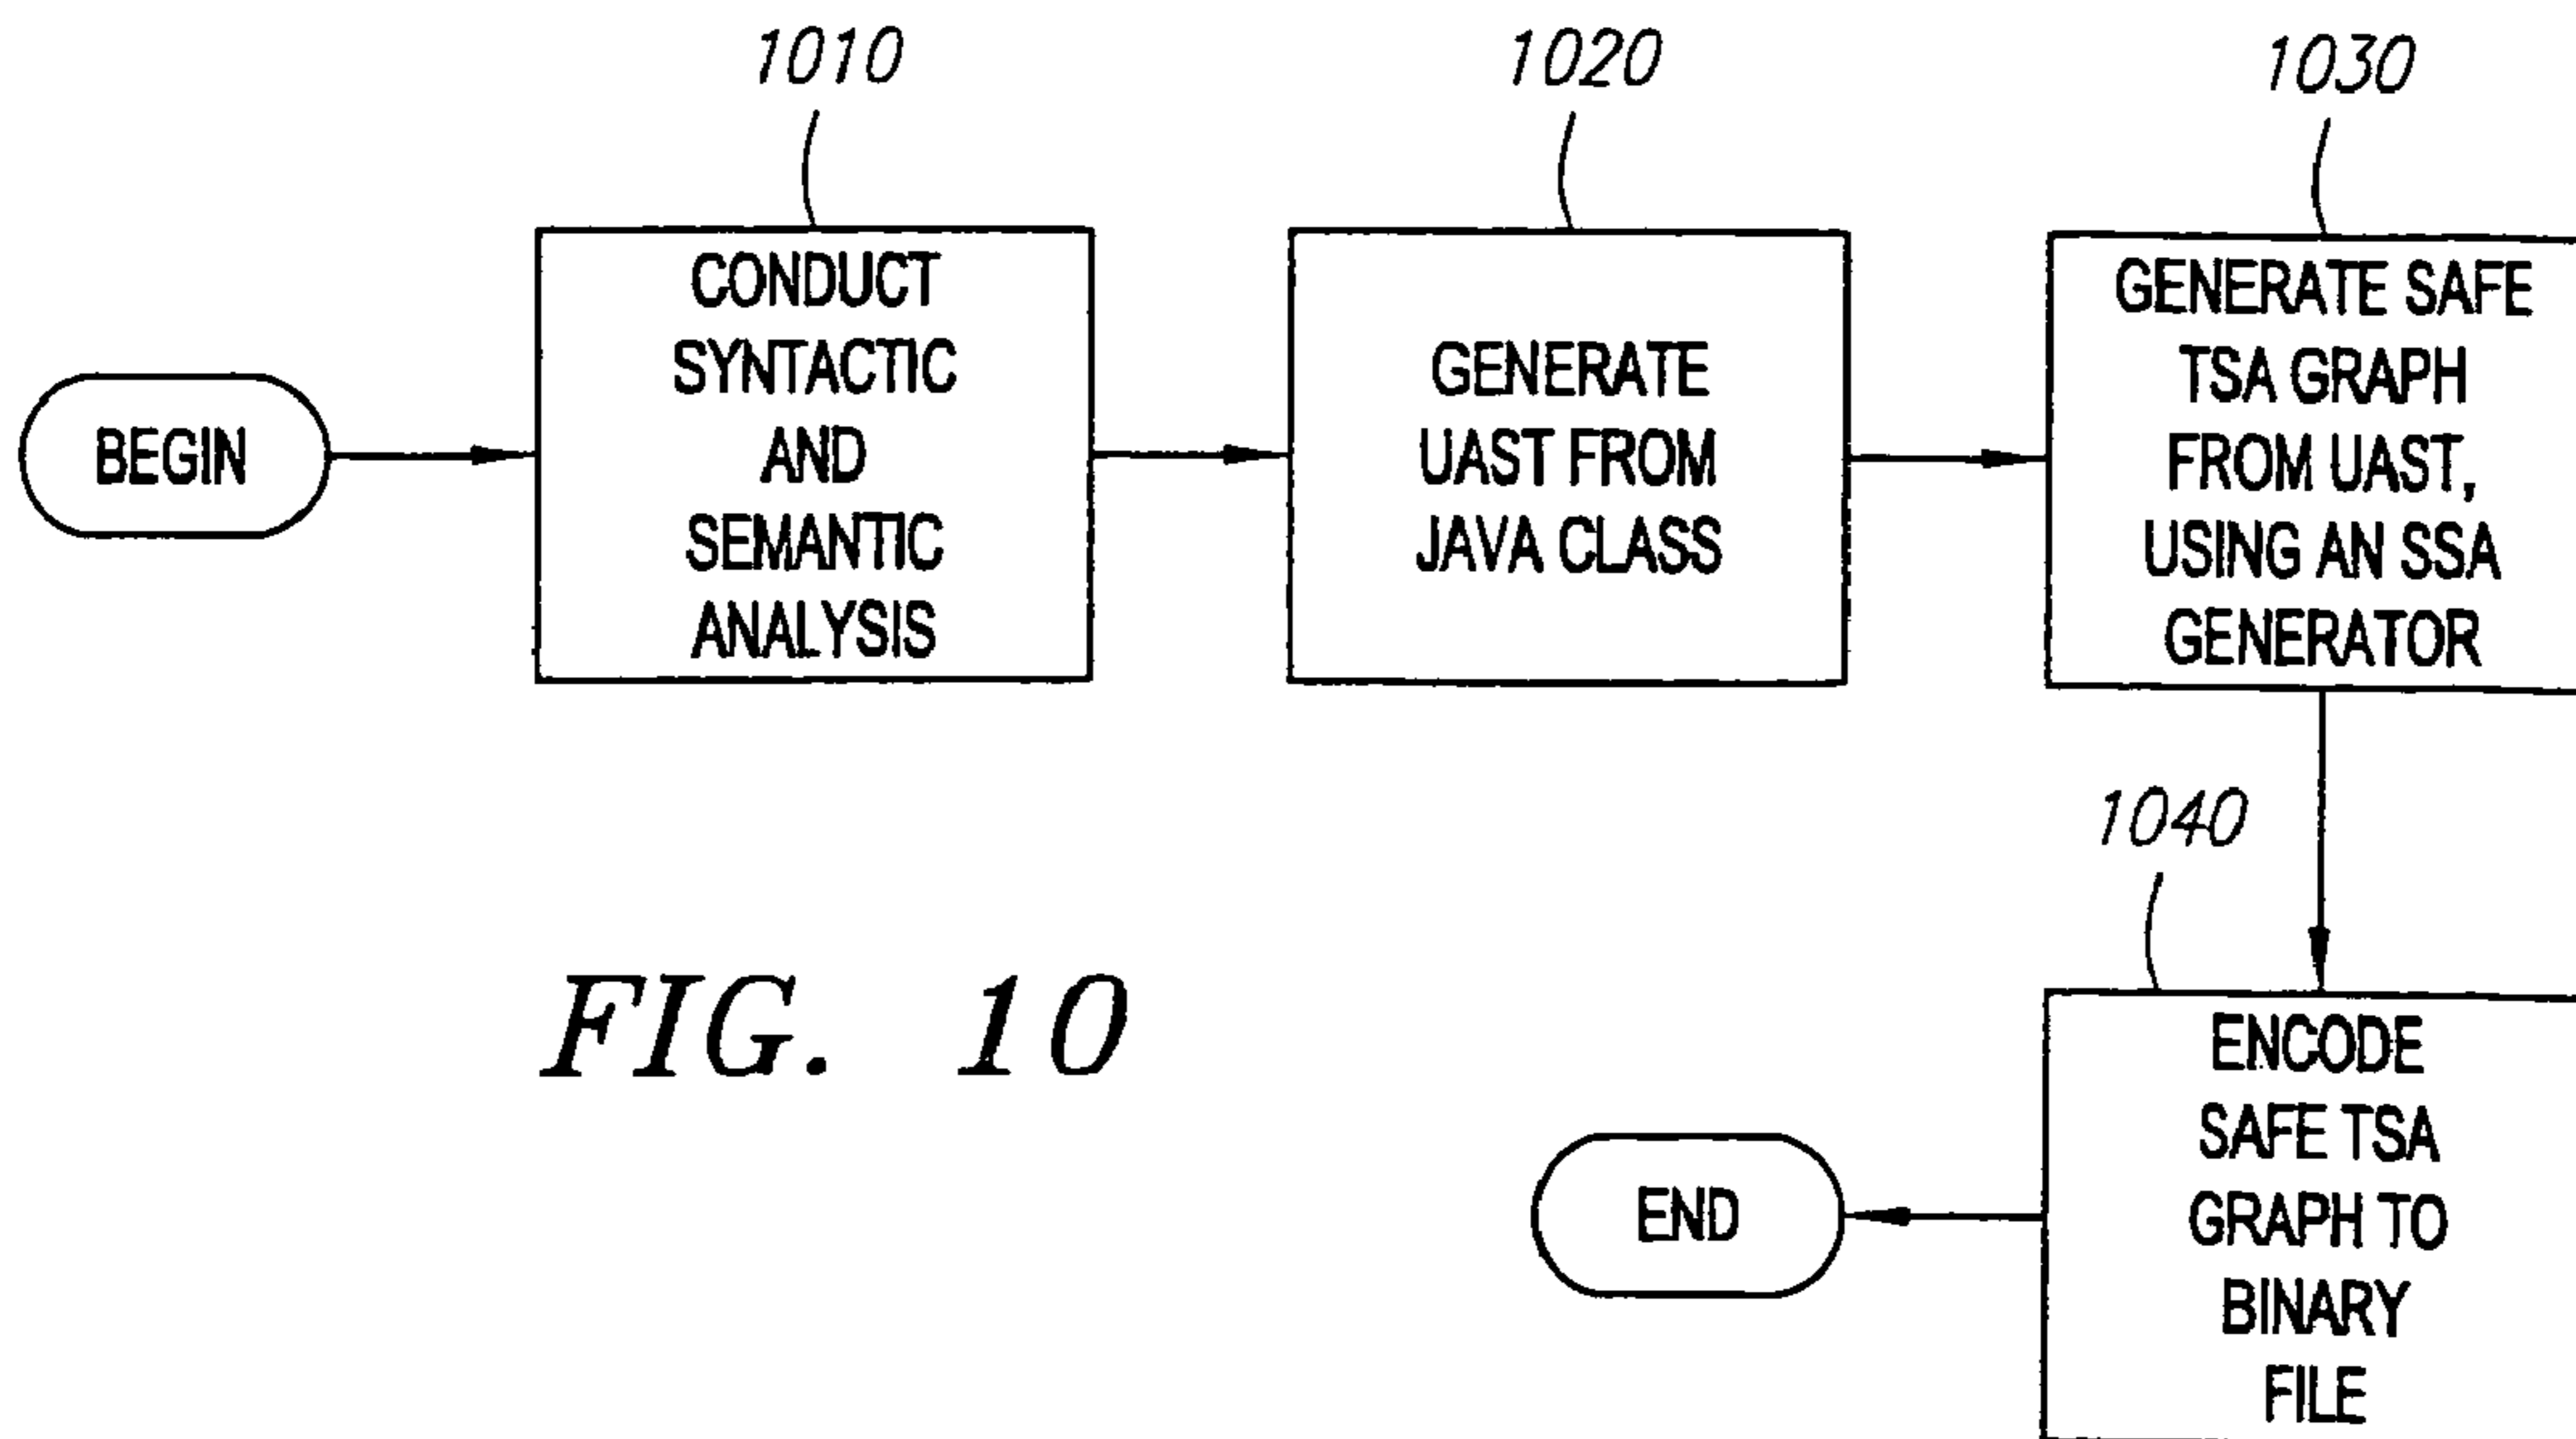 1010
1020
1030
BEGIN
CONDUCT
SYNTACTIC
AND
SEMANTIC
ANALYSIS
GENERATE
UAST FROM
JAVA CLASS
GENERATE SAFE
TSA GRAPH
FROM UAST,
USING AN SSA
GENERATOR
1040
ENCODE
SAFE TSA
GRAPH TO
BINARY
FILE
END
FIG. 10